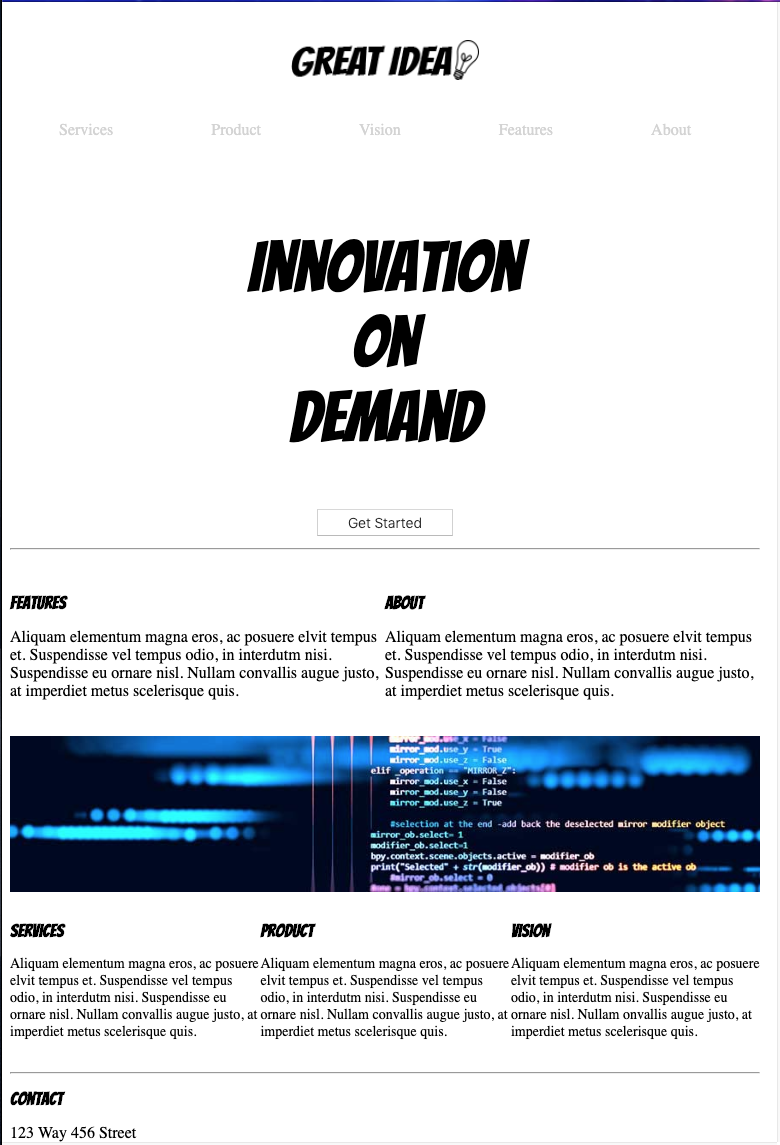 GREAT IDEA
Services Product Vision Features About
INNOVATION
ON
DEMAND
Get Started
FEATURES
Aliquam elementum magna eros, ac posuere elvit tempus
et. Suspendisse vel tempus odio, in interdutm nisi.
Suspendisse eu ornare nisl. Nullam convallis augue justo,
at imperdiet metus scelerisque quis.
ABOUT
Aliquam elementum magna eros, ac posuere elvit tempus
et. Suspendisse vel tempus odio, in interdutm nisi.
Suspendisse eu ornare nisl. Nullam convallis augue justo,
at imperdiet metus scelerisque quis.
mirror_mod.use_x = False
mirror_mod.use_y = True
mirror_mod.use_z = False
elif _operation == "MIRROR_Z":
mirror_mod.use_x = False
mirror_mod.use_y = False
mirror_mod.use_z = True
#selection at the end -add back the deselected mirror modifier object
mirror_ob.select= 1
modifier_ob.select=1
bpy.context.scene.objects.active = modifier_ob
print("Selected" + str(modifier_ob)) # modifier ob is the active ob
#mirror_ob.select = 0
= bpy.context.selected_objects[0]
SERVICES
Aliquam elementum magna eros, ac posuere
elvit tempus et. Suspendisse vel tempus
odio, in interdutm nisi. Suspendisse eu
ornare nisl. Nullam convallis augue justo, at
imperdiet metus scelerisque quis.
PRODUCT
Aliquam elementum magna eros, ac posuere
elvit tempus et. Suspendisse vel tempus
odio, in interdutm nisi. Suspendisse eu
ornare nisl. Nullam convallis augue justo, at
imperdiet metus scelerisque quis.
VISION
Aliquam elementum magna eros, ac posuere
elvit tempus et. Suspendisse vel tempus
odio, in interdutm nisi. Suspendisse eu
ornare nisl. Nullam onvallis augue justo, at
imperdiet metus scelerisque quis.
CONTACT
123 Way 456 Street